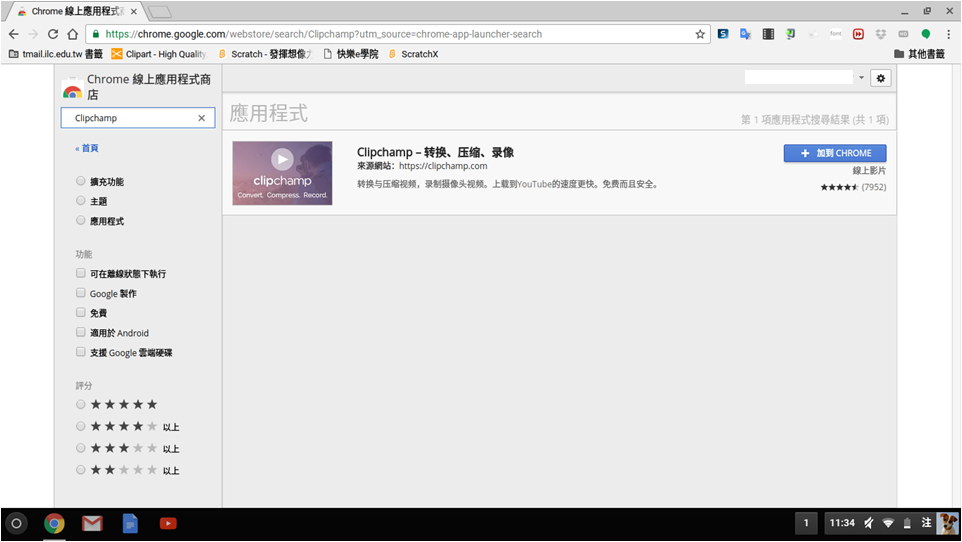 Chrome 線上應用程式商
https://chrome.google.com/webstore/search/Clipchamp?utm_source=chrome-app-launcher-search
tmail.ilc.edu.tw 書籤
Clipart - High Quality
Scratch - 發揮想像力
快樂e學院
ScratchX
其他書籤
Chrome 線上應用程式商
店
Clipchamp
« 首頁
擴充功能
主題
應用程式
功能
可在離線狀態下執行
Google 製作
免費
適用於 Android
支援 Google 雲端硬碟
評分
以上
以上
以上
應用程式
第 1 項應用程式搜尋結果 (共 1 項)
clipchamp
Convert. Compress. Record.
Clipchamp – 转换、压缩、录像
來源網站：https://clipchamp.com
转换与压缩视频，录制摄像头视频。上载到YouTube的速度更快。免费而且安全。
加到 CHROME
線上影片
(7952)
1
11:34
注